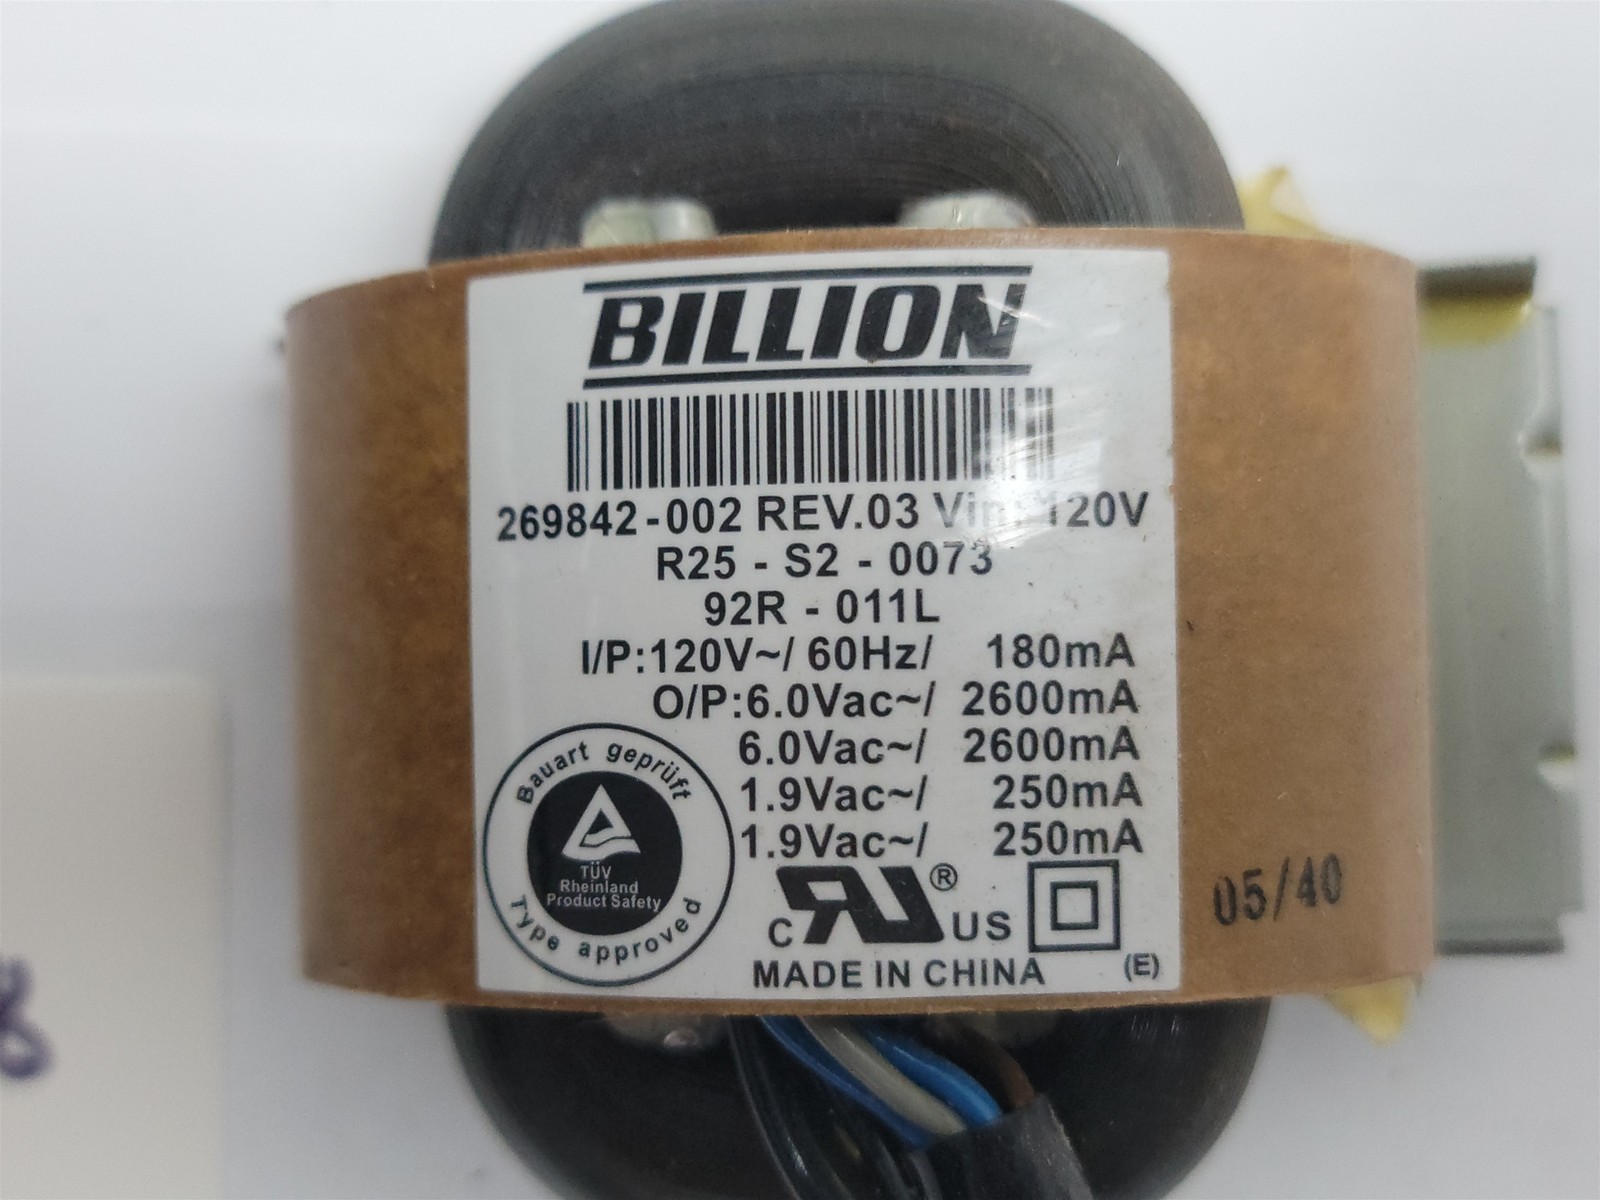 BILLION
269842-002 REV.03 Vin: 120V
R25 - S2 - 0073
92R - 011L
I/P:120V~/ 60Hz/ 180mA
O/P:6.0Vac~/ 2600mA
6.0Vac~/ 2600mA
1.9Vac~/ 250mA
1.9Vac~/ 250mA
Bauart geprüft
TÜV
Rheinland
Product Safety
Type approved
C RU ® US
MADE IN CHINA (E)
05/40